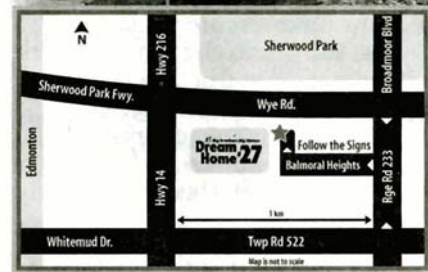 N
Hwy 216
Sherwood Park
Broadmoor Blvd
Sherwood Park Fwy.
Wye Rd.
Edmonton
Dream
Home '27
Follow the Signs
Balmoral Heights
Rge Rd 233
Hwy 14
1 km
Whitemud Dr.
Twp Rd 522
Map is not to scale